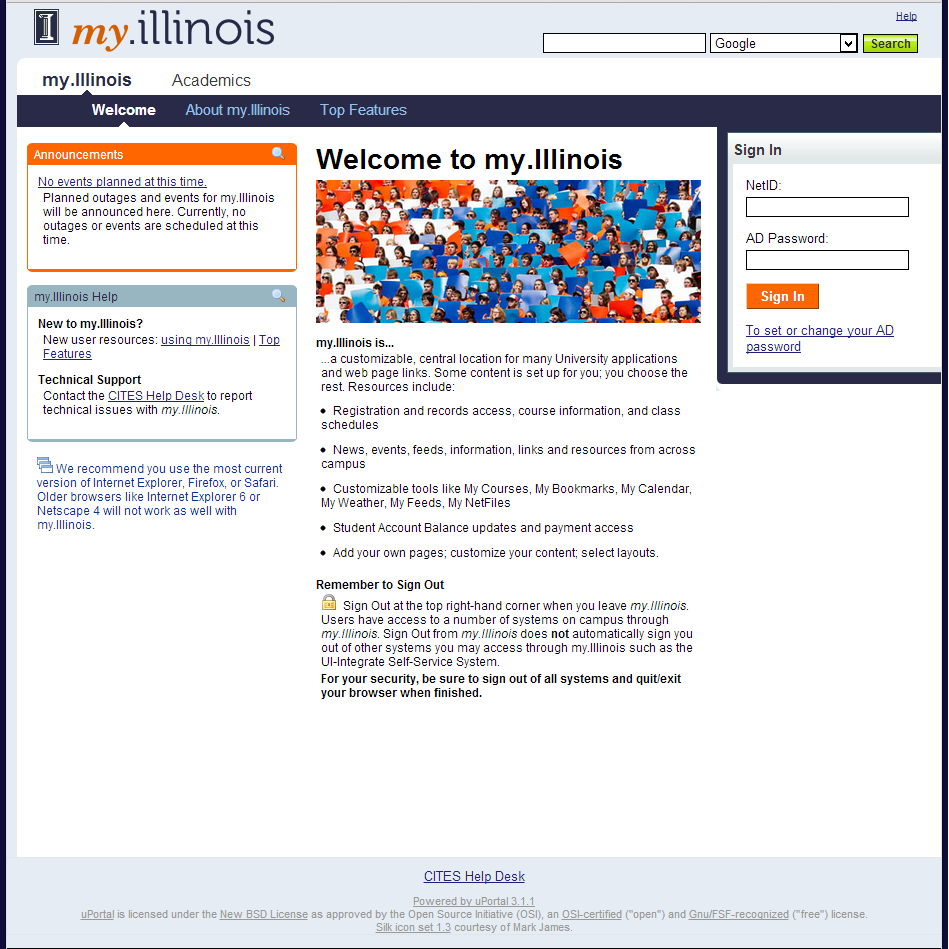 I my.illinois
Help
Google
Search
my.Illinois Academics
Welcome About my.Illinois Top Features
Announcements
No events planned at this time.
Planned outages and events for my.Illinois
will be announced here. Currently, no
outages or events are scheduled at this
time.
my.Illinois Help
New to my.Illinois?
New user resources: using my.Illinois | Top
Features
Technical Support
Contact the CITES Help Desk to report
technical issues with my.Illinois.
We recommend you use the most current
version of Internet Explorer, Firefox, or Safari.
Older browsers like Internet Explorer 6 or
Netscape 4 will not work as well with
my.Illinois.
Welcome to my.Illinois
my.Illinois is...
...a customizable, central location for many University applications
and web page links. Some content is set up for you; you choose the
rest. Resources include:
• Registration and records access, course information, and class
schedules
• News, events, feeds, information, links and resources from across
campus
• Customizable tools like My Courses, My Bookmarks, My Calendar,
My Weather, My Feeds, My NetFiles
• Student Account Balance updates and payment access
• Add your own pages; customize your content; select layouts.
Remember to Sign Out
Sign Out at the top right-hand corner when you leave my.Illinois.
Users have access to a number of systems on campus through
my.Illinois. Sign Out from my.Illinois does not automatically sign you
out of other systems you may access through my.Illinois such as the
UI-Integrate Self-Service System.
For your security, be sure to sign out of all systems and quit/exit
your browser when finished.
Sign In
NetID:
AD Password:
Sign In
To set or change your AD
password
CITES Help Desk
Powered by uPortal 3.1.1
uPortal is licensed under the New BSD License as approved by the Open Source Initiative (OSI), an OSI-certified ("open") and Gnu/FSF-recognized ("free") license.
Silk icon set 1.3 courtesy of Mark James.